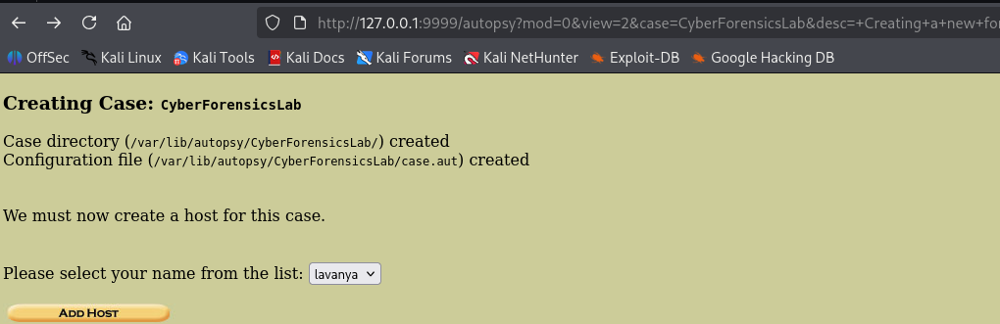 http://127.0.0.1:9999/autopsy?mod=0&view=2&case=CyberForensicsLab&desc=+Creating+a+new+fo
OffSec Kali Linux Kali Tools Kali Docs Kali Forums Kali NetHunter Exploit-DB Google Hacking DB
Creating Case: CyberForensicsLab
Case directory (/var/lib/autopsy/CyberForensicsLab/) created
Configuration file (/var/lib/autopsy/CyberForensicsLab/case.aut) created
We must now create a host for this case.
Please select your name from the list: lavanya
ADD HOST